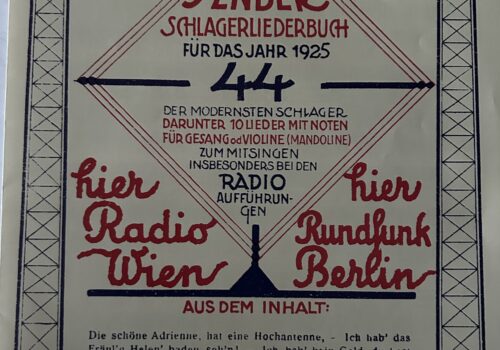 SENDER
SCHLAGERLIEDERBUCH
FÜR DAS JAHR 1925
44
DER MODERNSTEN SCHLAGER
DARUNTER 10 LIEDER MIT NOTEN
FÜR GESANG od VIOLINE (MANDOLINE)
ZUM MITSINGEN
INSBESONDERS BEI DEN
RADIO
AUFFÜHRUN-
GEN
hier
Radio
Wien
hier
Rundfunk
Berlin
AUS DEM INHALT:
Die schöne Adrienne, hat eine Hochantenne, - Ich hab' das